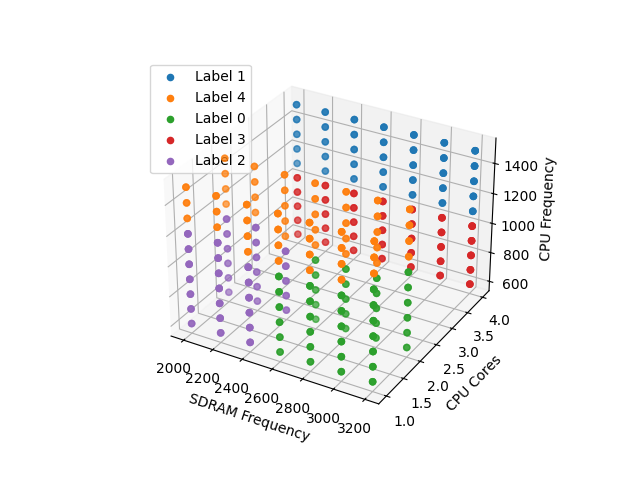 Label 1
Label 4
Label 0
Label 3
Label 2
1400
1200
1000
800
600
CPU Frequency
4.0
3.5
3.0
2.5
2.0
1.5
1.0
CPU Cores
2000
2200
2400
2600
2800
3000
3200
SDRAM Frequency